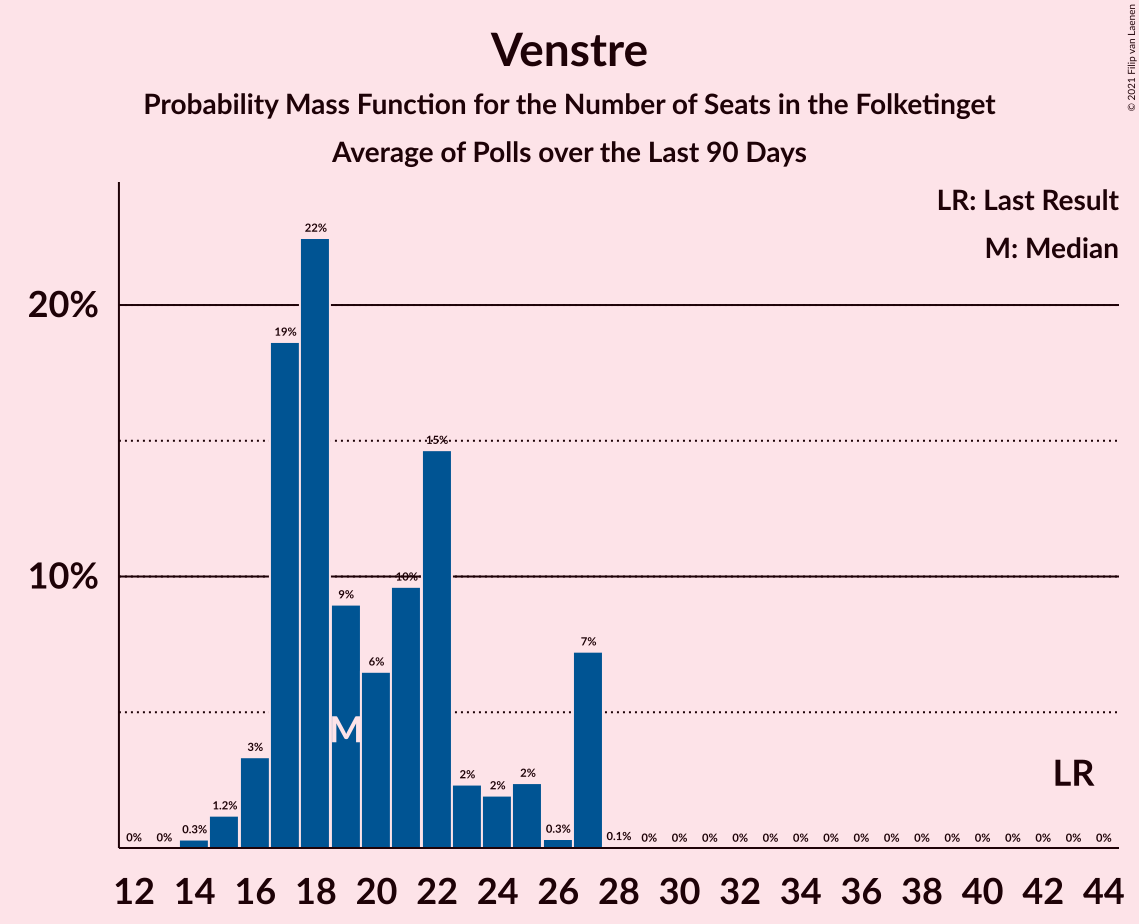 Venstre
Probability Mass Function for the Number of Seats in the Folketinget
Average of Polls over the Last 90 Days
© 2021 Filip van Laenen
LR: Last Result
M: Median
20%
10%
0% 0% 0.3% 1.2% 3% 19% 22% 9% 6% 10% 15% 2% 2% 2% 0.3% 7% 0.1% 0% 0% 0% 0% 0% 0% 0% 0% 0% 0% 0% 0% 0% 0% 0% 0%
M
LR
12 14 16 18 20 22 24 26 28 30 32 34 36 38 40 42 44